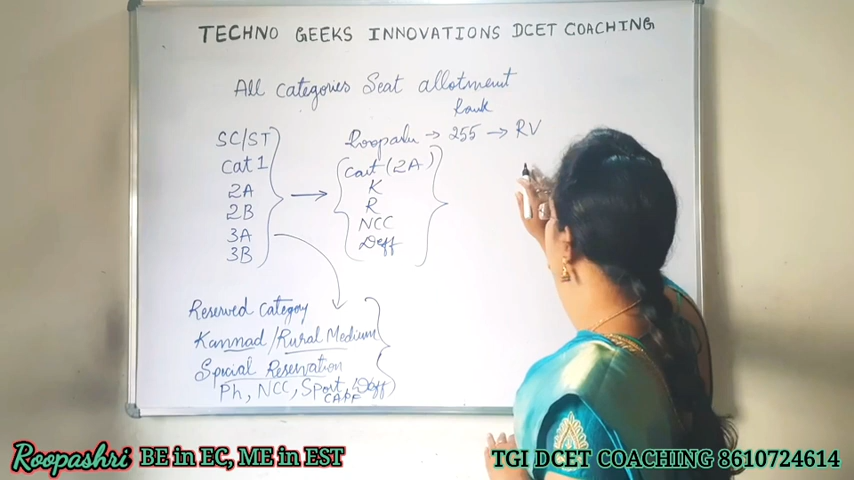 TECHNO GEEKS INNOVATIONS DCET COACHING
All categories Seat allotment
Rank
SC/ST
Roopashr → 255 → RV
Cat 1
Cat (2A)
2A
K
2B
R
3A
NCC
3B
Deff
Reserved Category
Kannad/Rural Medium
Special Reservation
Ph, NCC, Sport, Deff)
CAPF
Roopashri BE in EC, ME in EST
TGI DCET COACHING 8610724614